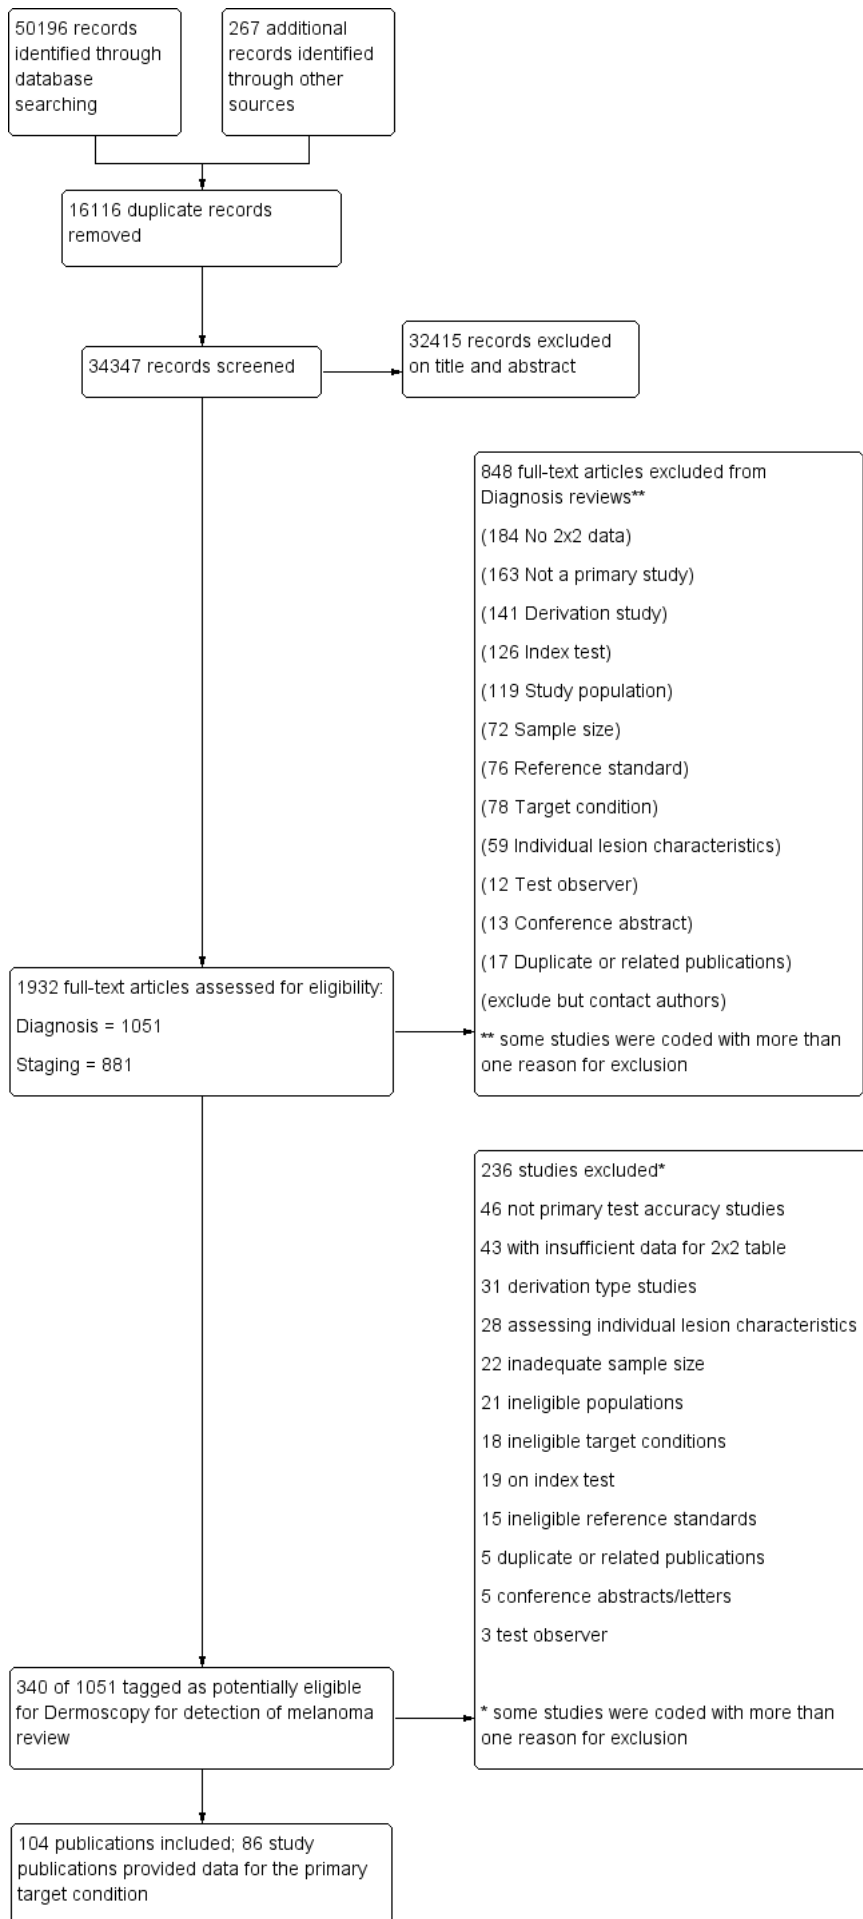 50196 records
identified through
database
searching
267 additional
records identified
through other
sources
16116 duplicate records
removed
34347 records screened
32415 records excluded
on title and abstract
848 full-text articles excluded from
Diagnosis reviews**
(184 No 2x2 data)
(163 Not a primary study)
(141 Derivation study)
(126 Index test)
(119 Study population)
(72 Sample size)
(76 Reference standard)
(78 Target condition)
(59 Individual lesion characteristics)
(12 Test observer)
(13 Conference abstract)
(17 Duplicate or related publications)
(exclude but contact authors)
** some studies were coded with more than
one reason for exclusion
1932 full-text articles assessed for eligibility:
Diagnosis = 1051
Staging = 881
236 studies excluded*
46 not primary test accuracy studies
43 with insufficient data for 2x2 table
31 derivation type studies
28 assessing individual lesion characteristics
22 inadequate sample size
21 ineligible populations
18 ineligible target conditions
19 on index test
15 ineligible reference standards
5 duplicate or related publications
5 conference abstracts/letters
3 test observer
* some studies were coded with more than
one reason for exclusion
340 of 1051 tagged as potentially eligible
for Dermoscopy for detection of melanoma
review
104 publications included; 86 study
publications provided data for the primary
target condition